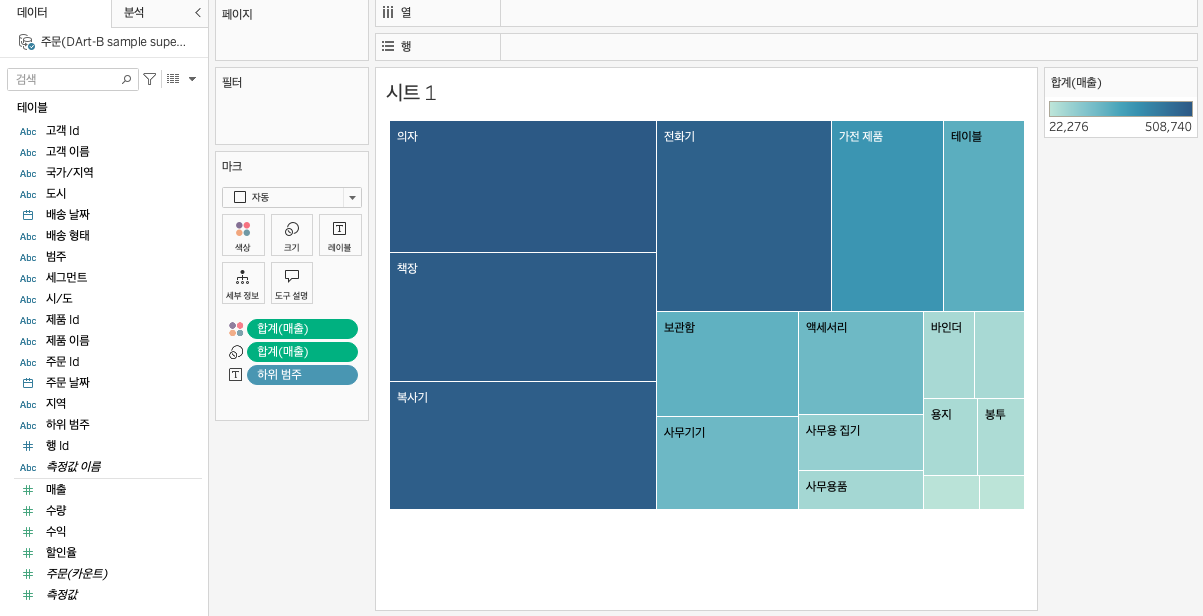 데이터
분석
주문(DArt-B sample supe...
검색
테이블
Abc 고객 Id
Abc 고객 이름
Abc 국가/지역
Abc 도시
배송 날짜
Abc 배송 형태
Abc 범주
Abc 세그먼트
Abc 시/도
Abc 제품 Id
Abc 제품 이름
Abc 주문 Id
주문 날짜
Abc 지역
Abc 하위 범주
행 Id
Abc 측정값 이름
매출
수량
수익
할인율
주문(카운트)
측정값
페이지
필터
마크
자동
색상
크기
레이블
세부 정보
도구 설명
합계(매출)
합계(매출)
하위 범주
열
행
시트 1
의자
책장
복사기
전화기
가전 제품
테이블
보관함
액세서리
바인더
사무기기
사무용 집기
용지
봉투
사무용품
합계(매출)
22,276
508,740